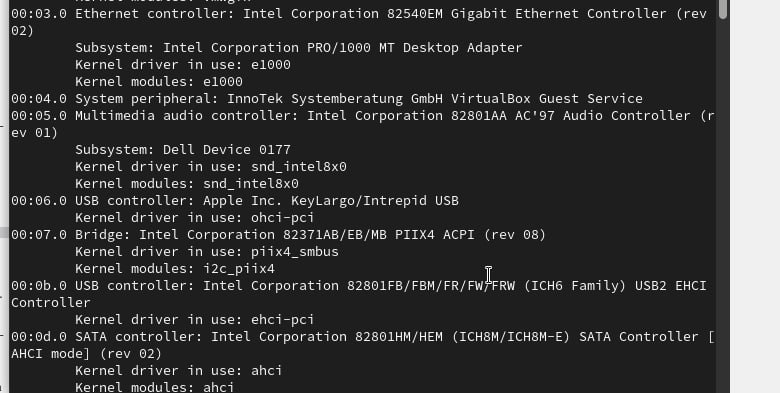 00:03.0 Ethernet controller: Intel Corporation 82540EM Gigabit Ethernet Controller (rev
02)
Subsystem: Intel Corporation PRO/1000 MT Desktop Adapter
Kernel driver in use: e1000
Kernel modules: e1000
00:04.0 System peripheral: InnoTek Systemberatung GmbH VirtualBox Guest Service
00:05.0 Multimedia audio controller: Intel Corporation 82801AA AC'97 Audio Controller (r
ev 01)
Subsystem: Dell Device 0177
Kernel driver in use: snd_intel8x0
Kernel modules: snd_intel8x0
00:06.0 USB controller: Apple Inc. KeyLargo/Intrepid USB
Kernel driver in use: ohci-pci
00:07.0 Bridge: Intel Corporation 82371AB/EB/MB PIIX4 ACPI (rev 08)
Kernel driver in use: piix4_smbus
Kernel modules: i2c_piix4
00:0b.0 USB controller: Intel Corporation 82801FB/FBM/FR/FW/FRW (ICH6 Family) USB2 EHCI
Controller
Kernel driver in use: ehci-pci
00:0d.0 SATA controller: Intel Corporation 82801HM/HEM (ICH8M/ICH8M-E) SATA Controller [
AHCI mode] (rev 02)
Kernel driver in use: ahci
Kernel modules: ahci